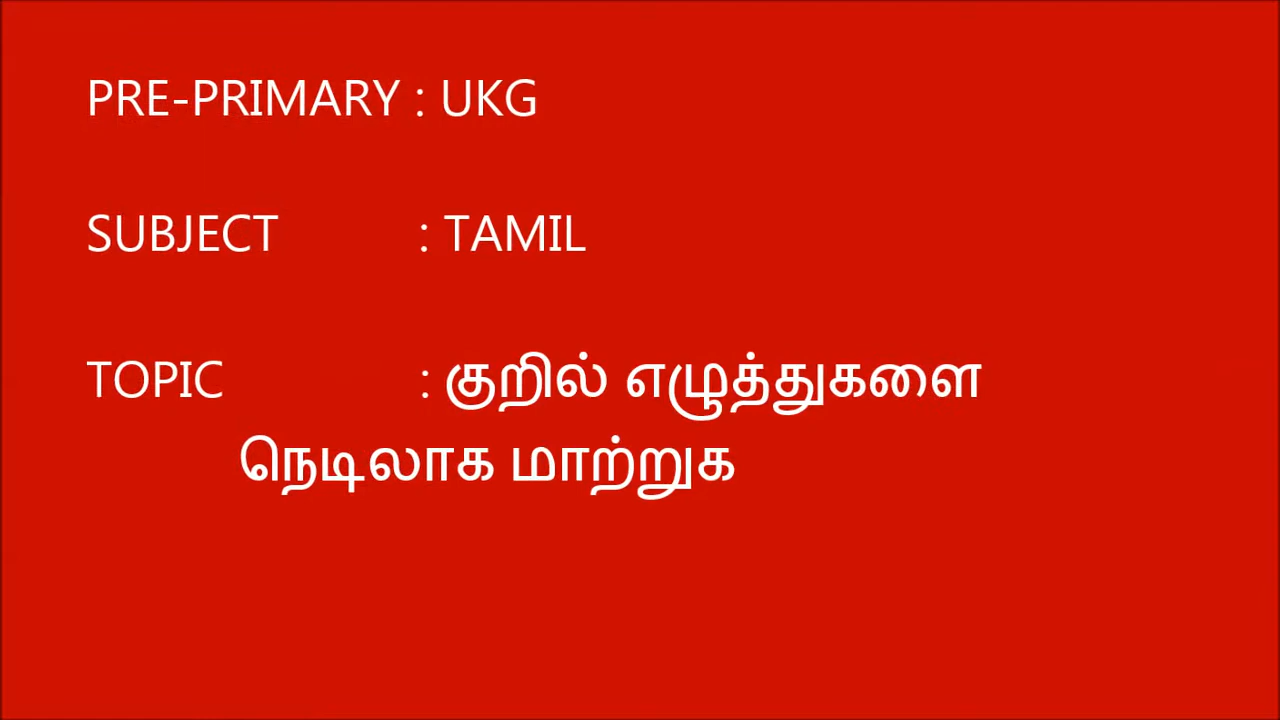 PRE-PRIMARY : UKG
SUBJECT : TAMIL
TOPIC : குறில் எழுத்துகளை
நெடிலாக மாற்றுக